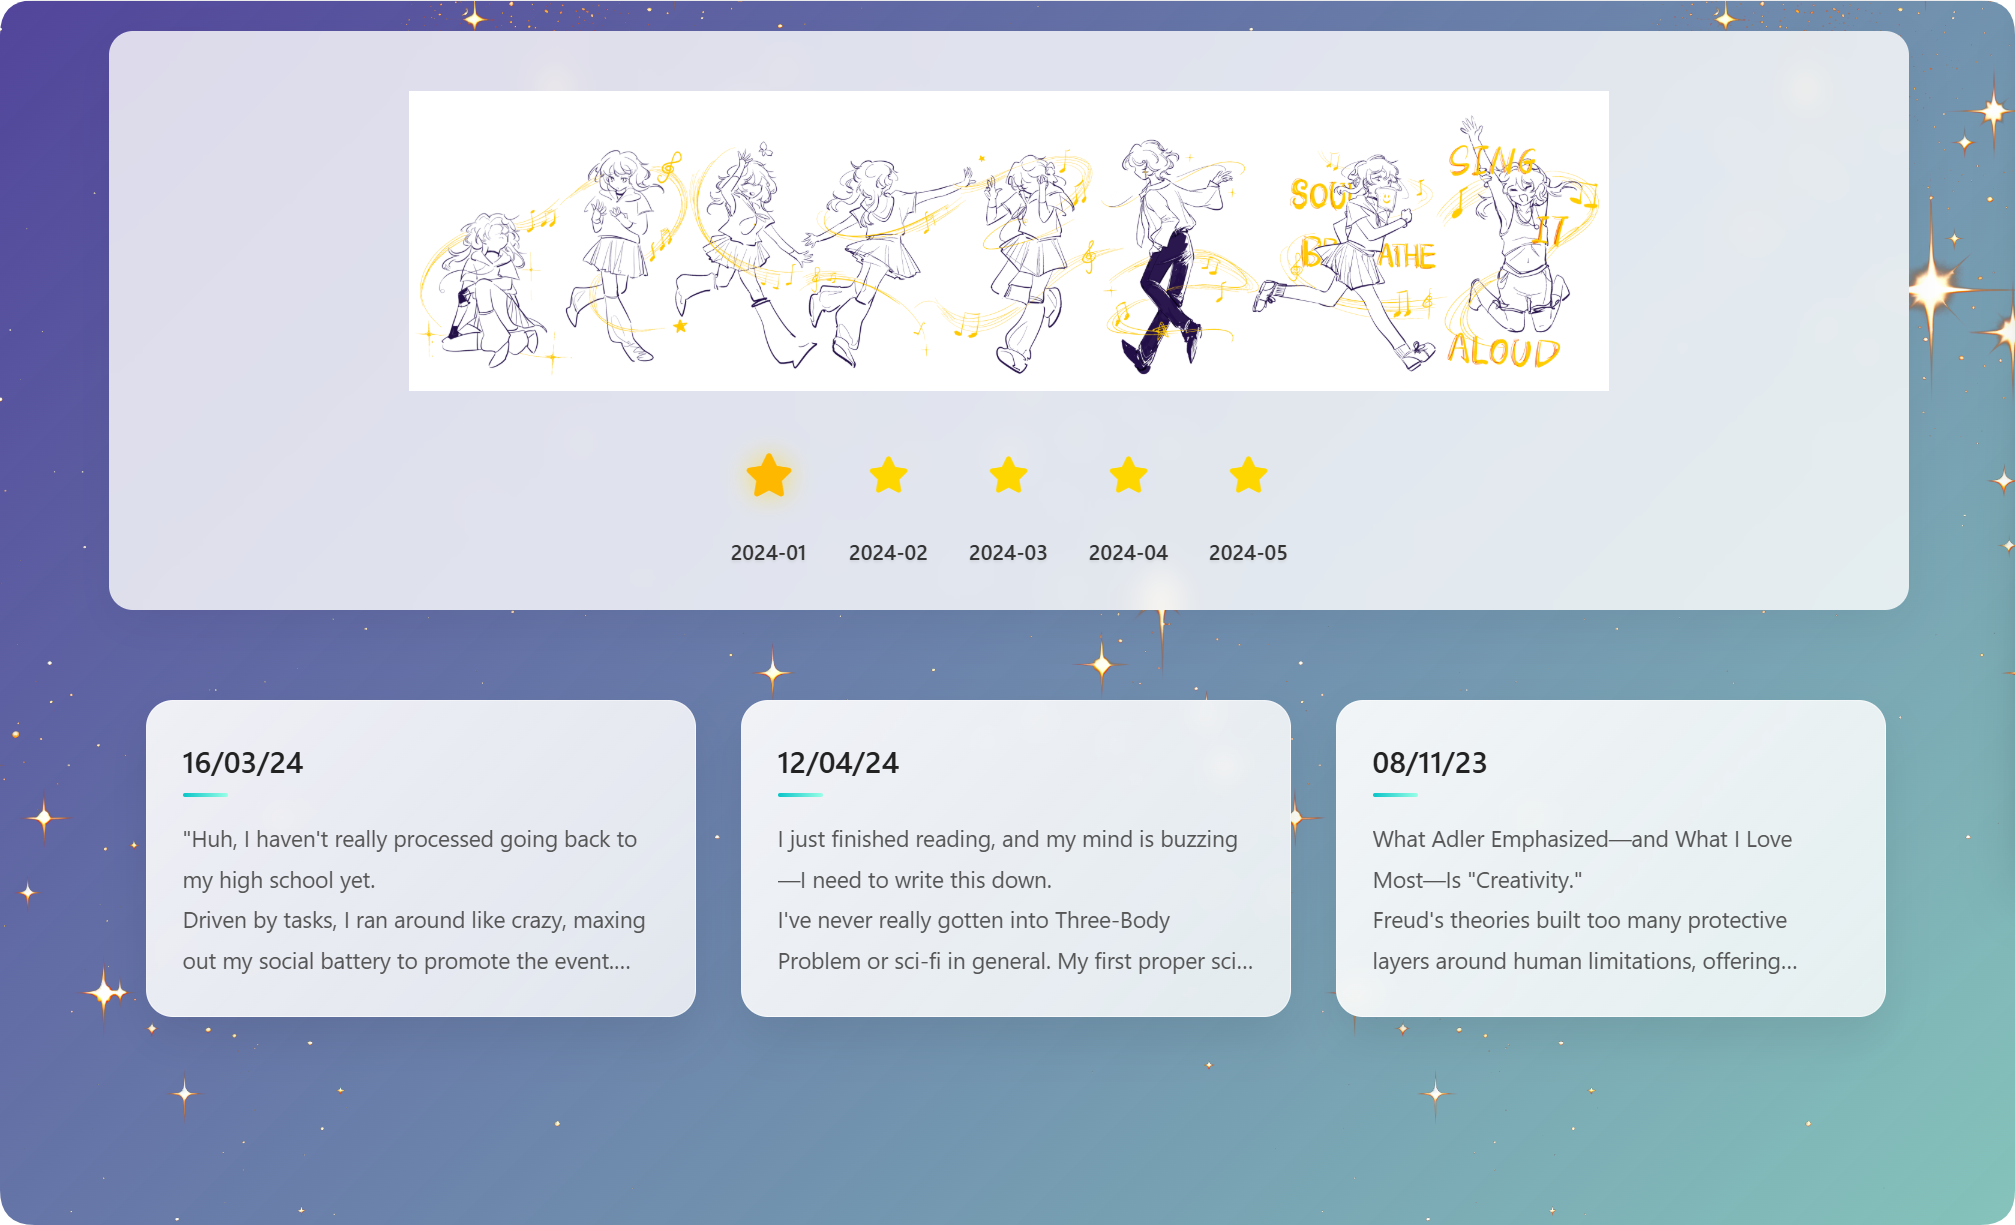 SING
SOU
IT
BR ATHE
ALOUD
2024-01 2024-02 2024-03 2024-04 2024-05
16/03/24
"Huh, I haven't really processed going back to
my high school yet.
Driven by tasks, I ran around like crazy, maxing
out my social battery to promote the event....
12/04/24
I just finished reading, and my mind is buzzing
—I need to write this down.
I've never really gotten into Three-Body
Problem or sci-fi in general. My first proper sci...
08/11/23
What Adler Emphasized—and What I Love
Most—Is "Creativity."
Freud's theories built too many protective
layers around human limitations, offering...